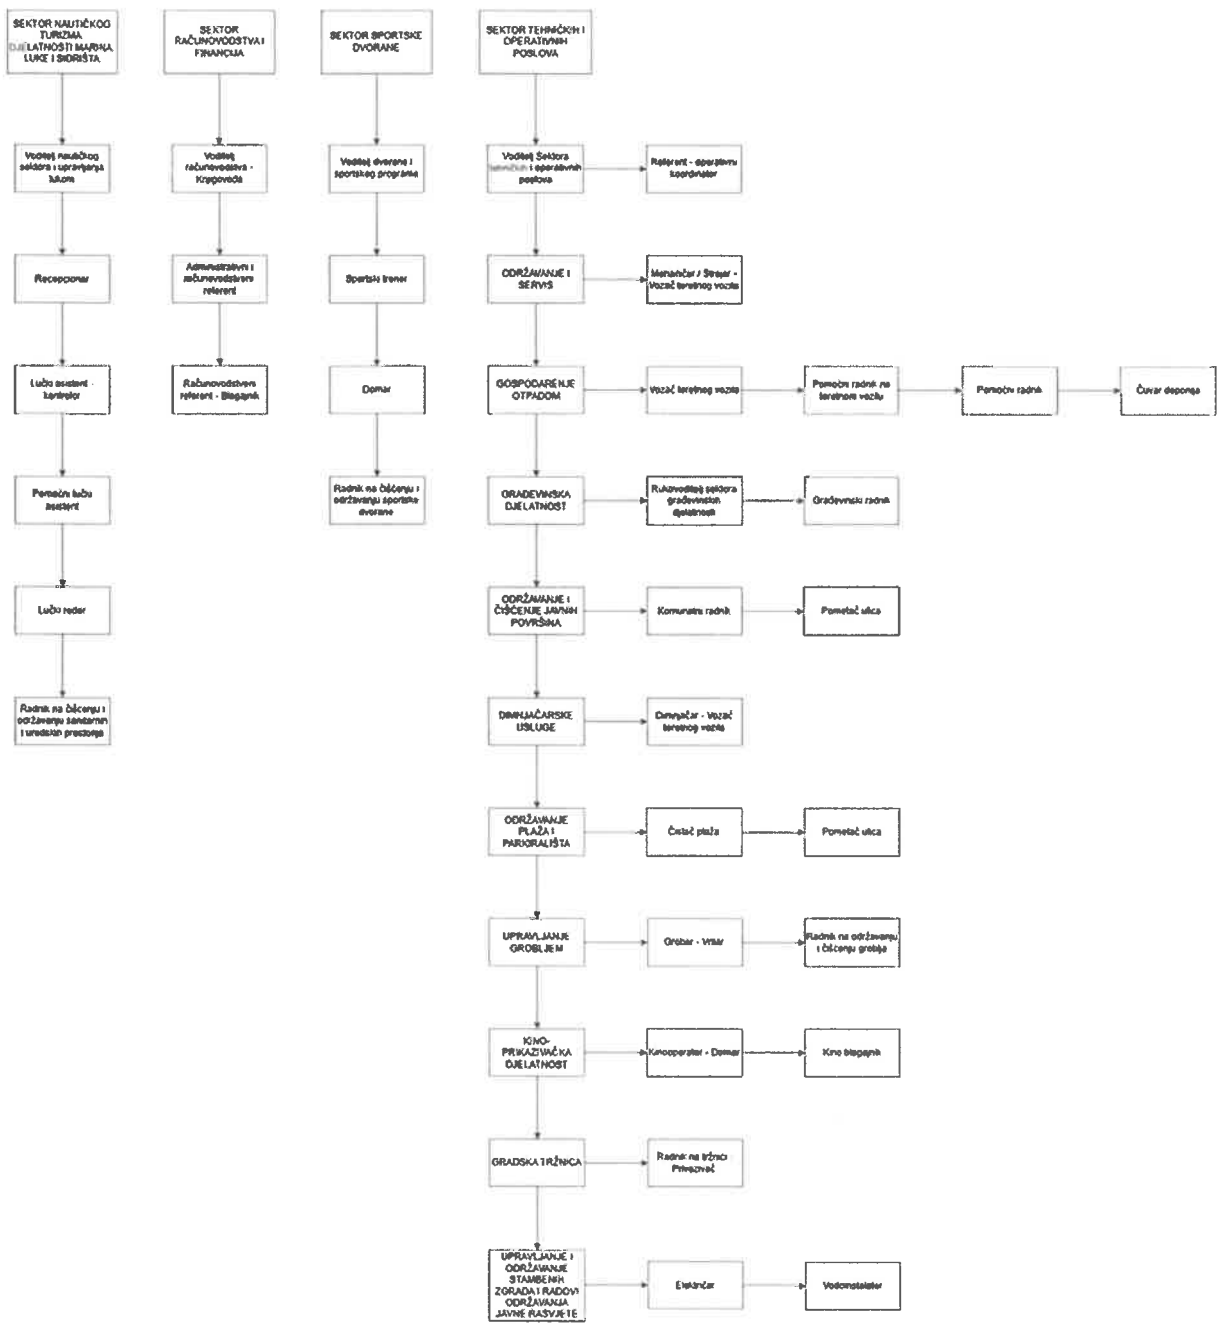 SEKTOR NAUTIČKOG
TURIZMA
DJELATNOSTI MARINA,
LUKE I SIDRIŠTA
SEKTOR
RAČUNOVODSTVA I
FINANCIJA
SEKTOR SPORTSKE
DVORANE
SEKTOR TEHNIČKIH I
OPERATIVNIH
POSLOVA
Voditelj nautičkog
sektora i upravljanja
lukom
Voditelj
računovodstva -
Knjigovođa
Voditelj dvorane i
sportskog programa
Voditelj Sektora
tehničkih i operativnih
poslova
Referent - operativni
koordinator
Recepcionar
Administrativni i
računovodstveni
referent
Sportski trener
ODRŽAVANJE I
SERVIS
Mehaničar / Strojar -
Vozač teretnog vozila
Lučki asistent -
kontrolor
Računovodstveni
referent - Blagajnik
Domar
GOSPODARENJE
OTPADOM
Vozač teretnog vozila
Pomoćni radnik na
teretnom vozilu
Pomoćni radnik
Čuvar deponija
Pomoćni lučki
asistent
Radnik na čišćenju i
održavanju sportske
dvorane
GRAĐEVINSKA
DJELATNOST
Rukovoditelj sektora
građevinskih
djelatnosti
Građevinski radnik
Lučki redar
ODRŽAVANJE I
ČIŠĆENJE JAVNIH
POVRŠINA
Komunalni radnik
Pometač ulica
Radnik na čišćenju i
održavanju sanitarnih
i uredskih prostorija
DIMNJAČARSKE
USLUGE
Dimnjačar - Vozač
teretnog vozila
ODRŽAVANJE
PLAŽA I
PARKIRALIŠTA
Čistač plaža
Pometač ulica
UPRAVLJANJE
GROBLJEM
Grobar - Vrtlar
Radnik na održavanju
i čišćenju groblja
KINO-
PRIKAZIVAČKA
DJELATNOST
Kinooperater - Domar
Kino blagajnik
GRADSKA TRŽNICA
Radnik na tržnici
Privezivač
UPRAVLJANJE I
ODRŽAVANJE
STAMBENIH
ZGRADA I RADOVI
ODRŽAVANJA
JAVNE RASVJETE
Električar
Vodoinstalater